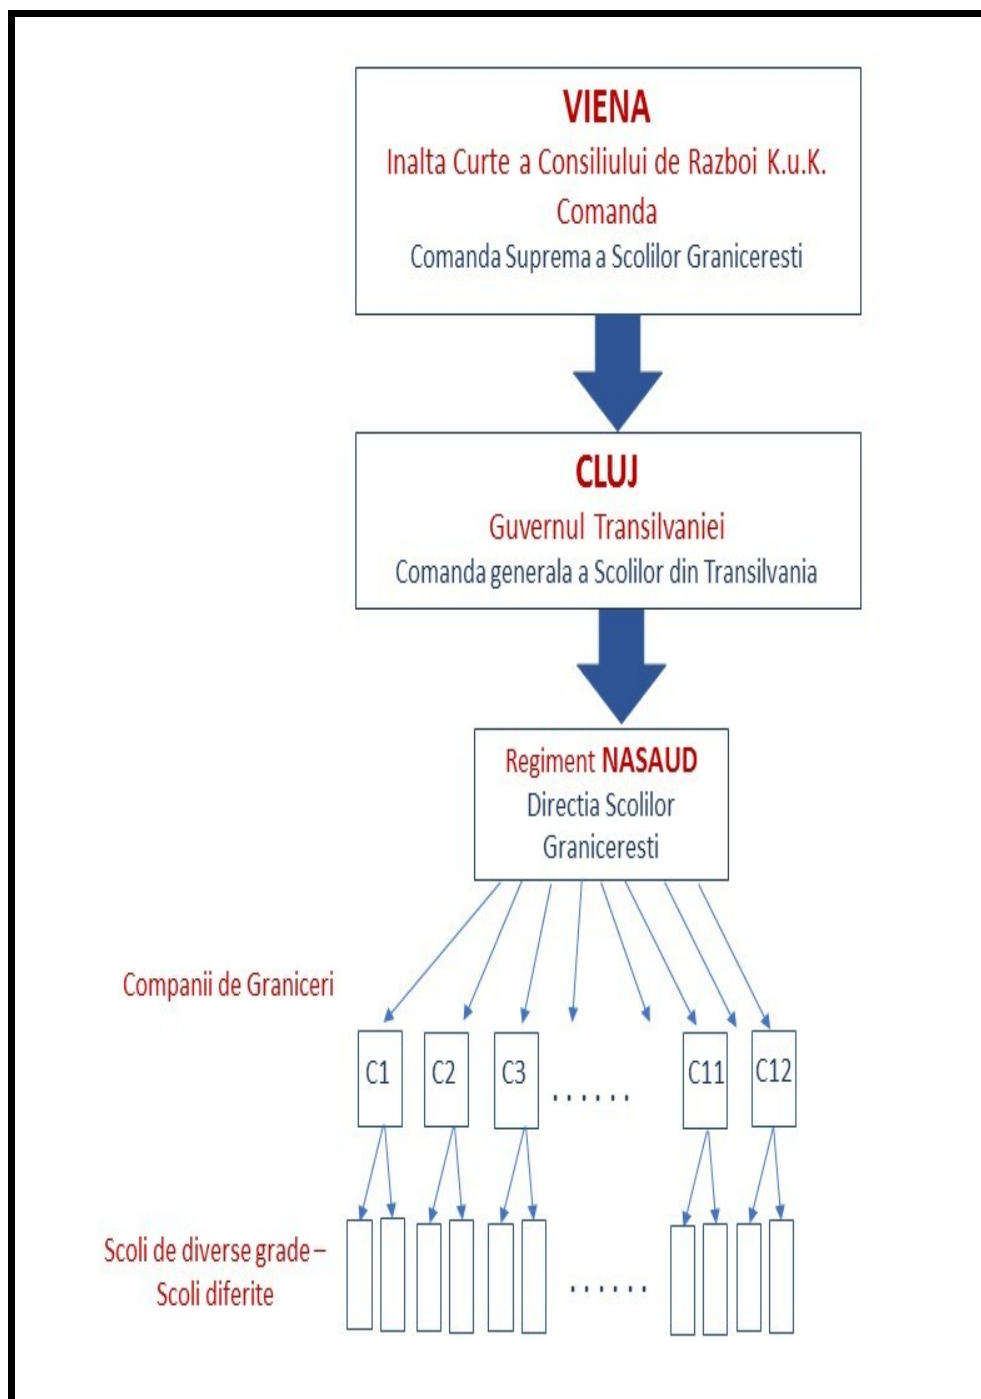 VIENA
Inalta Curte a Consiliului de Razboi K.u.K.
Comanda
Comanda Suprema a Scolilor Graniceresti
CLUJ
Guvernul Transilvaniei
Comanda generala a Scolilor din Transilvania
Regiment NASAUD
Directia Scolilor
Graniceresti
Companii de Graniceri
C1 C2 C3 ...... C11 C12
Scoli de diverse grade –
Scoli diferite
......